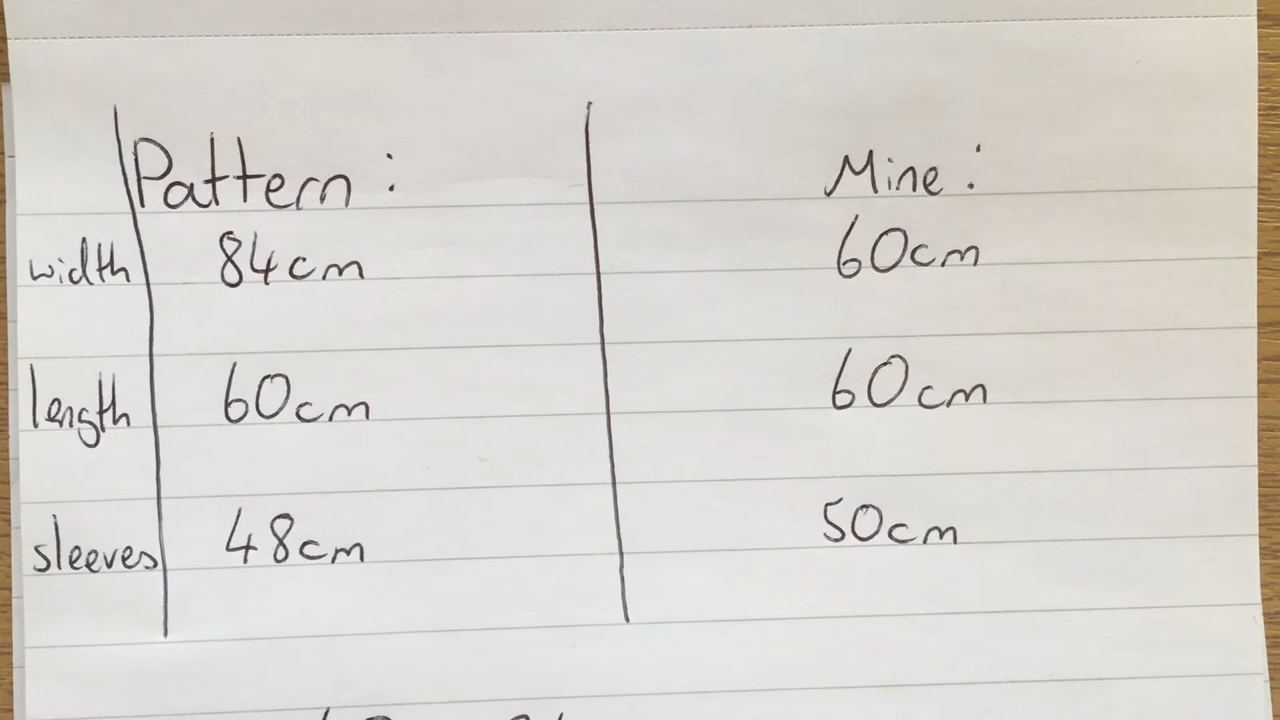 Pattern : Mine :
width 84cm 60cm
length 60cm 60cm
sleeves 48cm 50cm